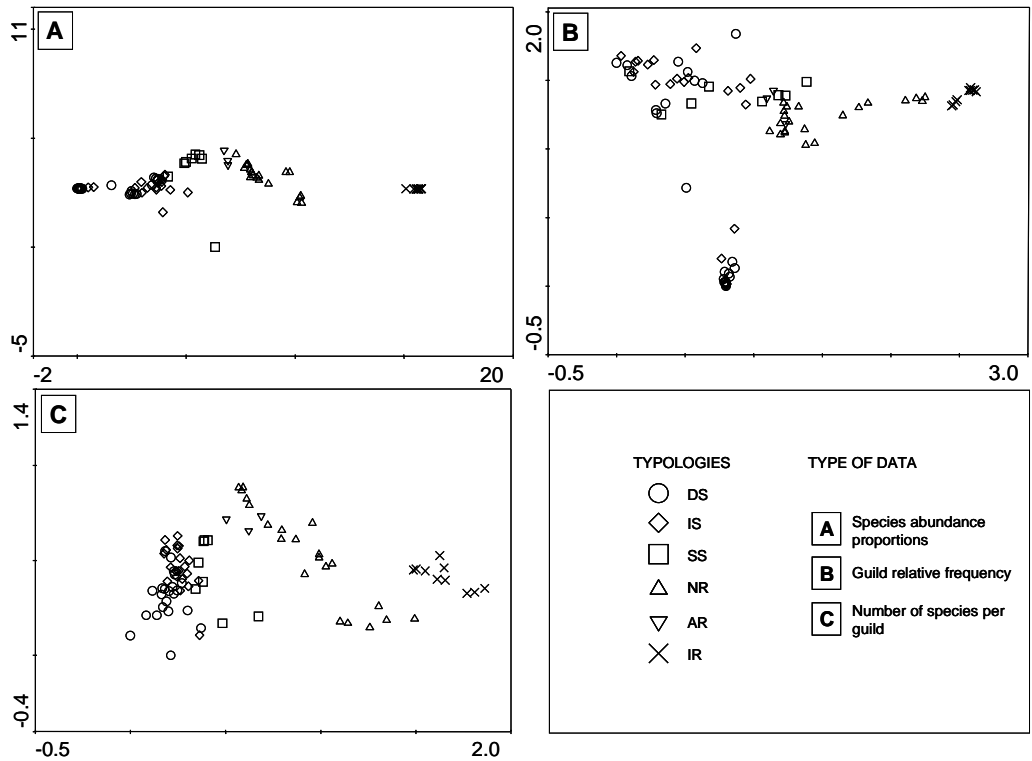 A
11
-5
-2
20
B
2.0
-0.5
-0.5
3.0
C
1.4
-0.4
-0.5
2.0
TYPOLOGIES
DS
IS
SS
NR
AR
IR
TYPE OF DATA
A Species abundance
proportions
B Guild relative frequency
C Number of species per
guild